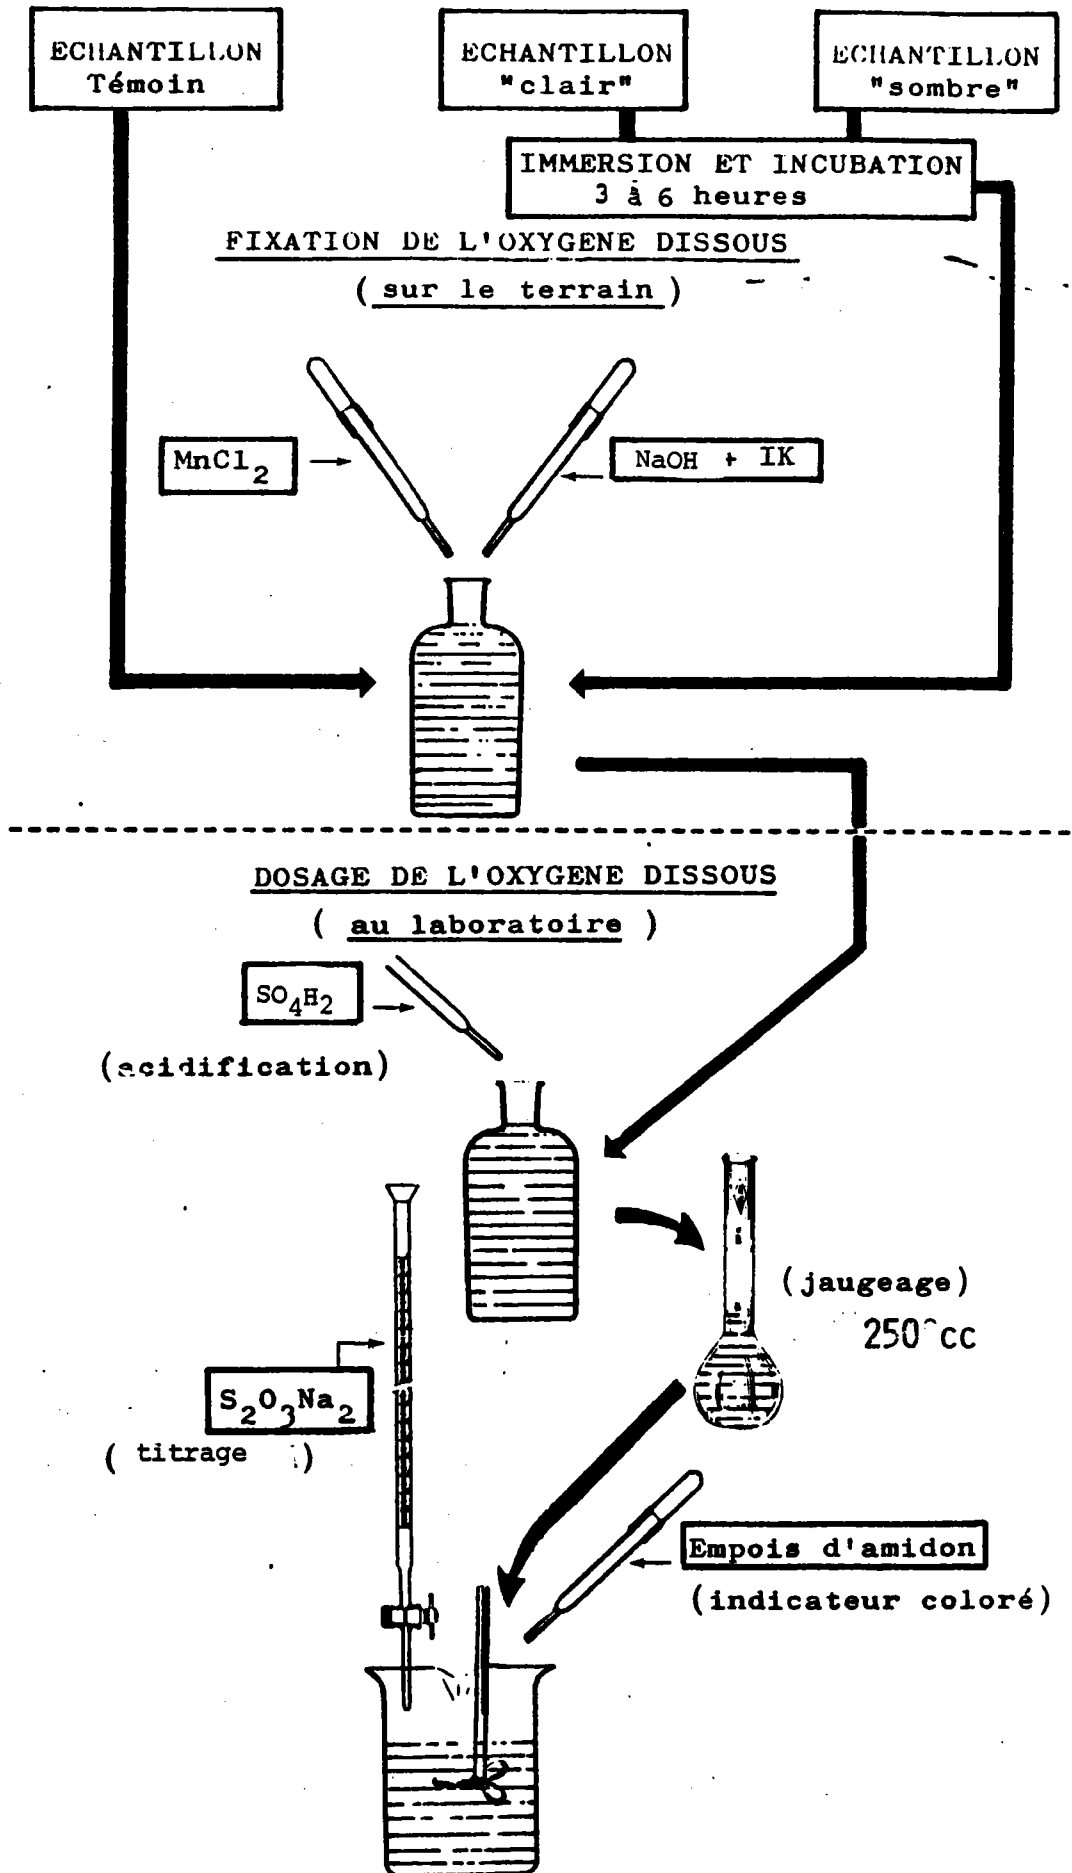 ECHANTILLON
Témoin
ECHANTILLON
"clair"
ECHANTILLON
"sombre"
IMMERSION ET INCUBATION
3 à 6 heures
FIXATION DE L'OXYGENE DISSOUS
(sur le terrain)
MnCl2
NaOH + IK
DOSAGE DE L'OXYGENE DISSOUS
( au laboratoire )
SO4H2
(acidification)
(jaugeage)
250 cc
S2O3Na2
( titrage )
Empois d'amidon
(indicateur coloré)